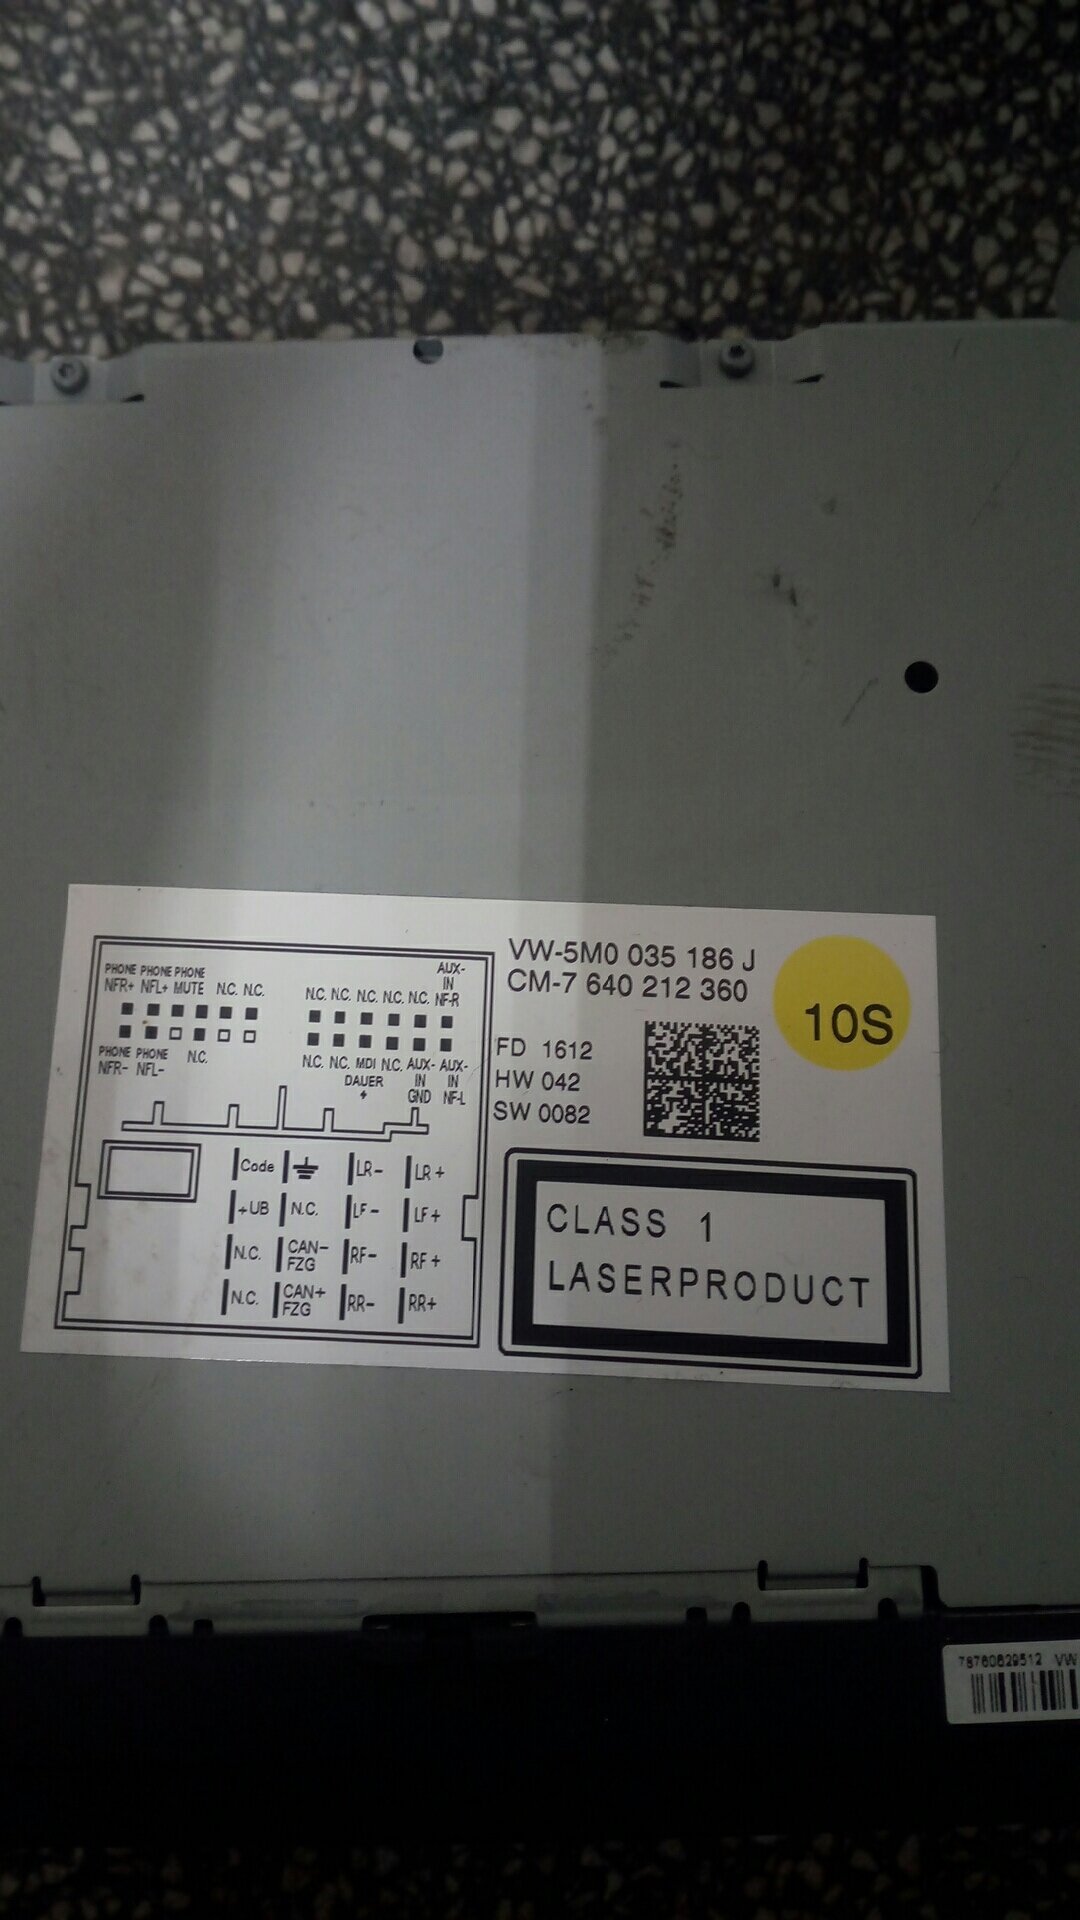 VW-5M0 035 186 J
CM-7 640 212 360
10S
FD 1612
HW 042
SW 0082
CLASS 1
LASERPRODUCT
PHONE PHONE PHONE
NFR+ NFL+ MUTE N.C. N.C.
PHONE PHONE N.C.
NFR- NFL-
AUX-
IN
N.C. N.C. N.C. N.C. N.C. NF-R
N.C. N.C. MDI N.C. AUX- AUX-
DAUER IN IN
GND NF-L
Code LR- LR+
+UB N.C. LF- LF+
N.C. CAN- FZG RF- RF+
N.C. CAN+ FZG RR- RR+
78760629512 VW